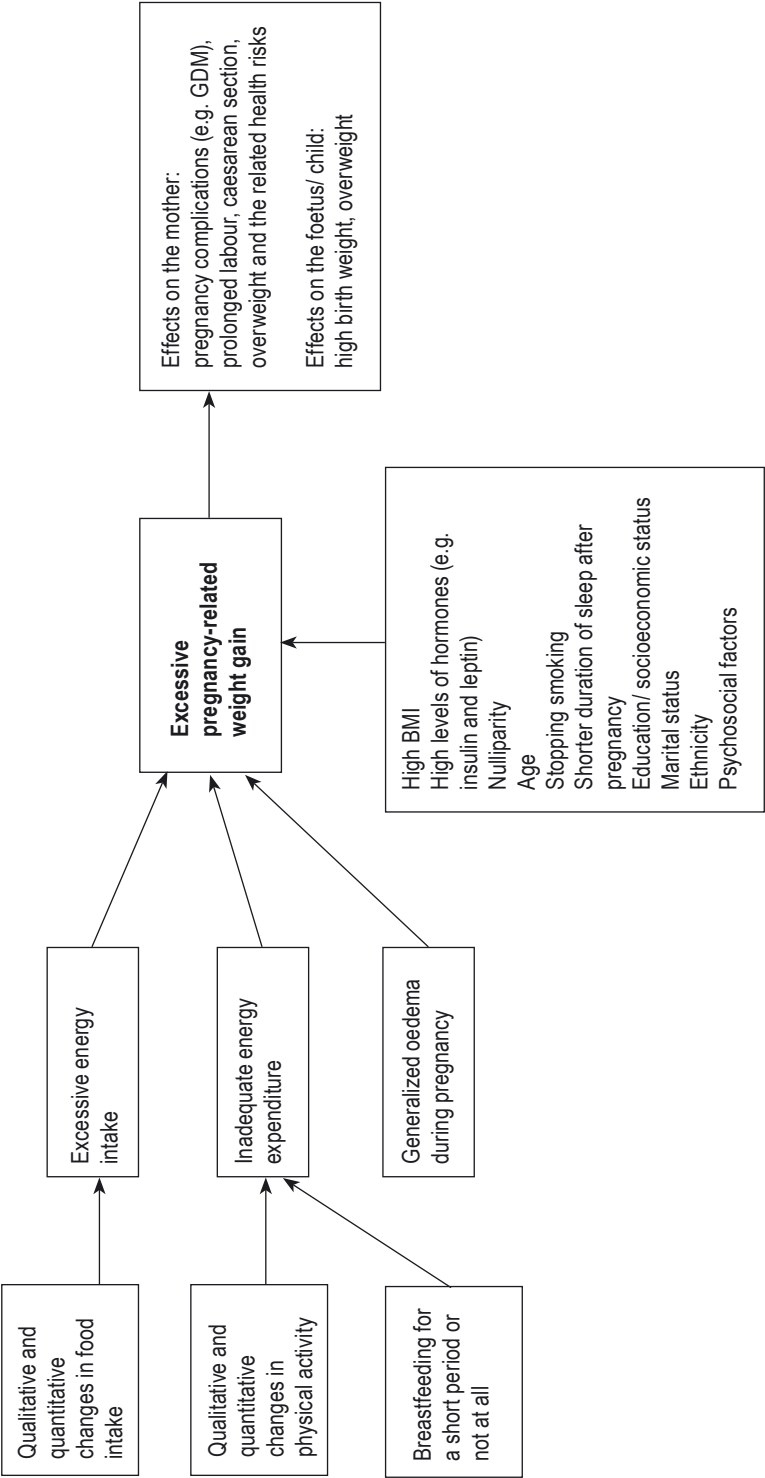 Qualitative and
quantitative
changes in food
intake
Qualitative and
quantitative
changes in
physical activity
Breastfeeding for
a short period or
not at all
Excessive energy
intake
Inadequate energy
expenditure
Generalized oedema
during pregnancy
Excessive
pregnancy-related
weight gain
High BMI
High levels of hormones (e.g.
insulin and leptin)
Nulliparity
Age
Stopping smoking
Shorter duration of sleep after
pregnancy
Education/ socioeconomic status
Marital status
Ethnicity
Psychosocial factors
Effects on the mother:
pregnancy complications (e.g. GDM),
prolonged labour, caesarean section,
overweight and the related health risks
Effects on the foetus/ child:
high birth weight, overweight